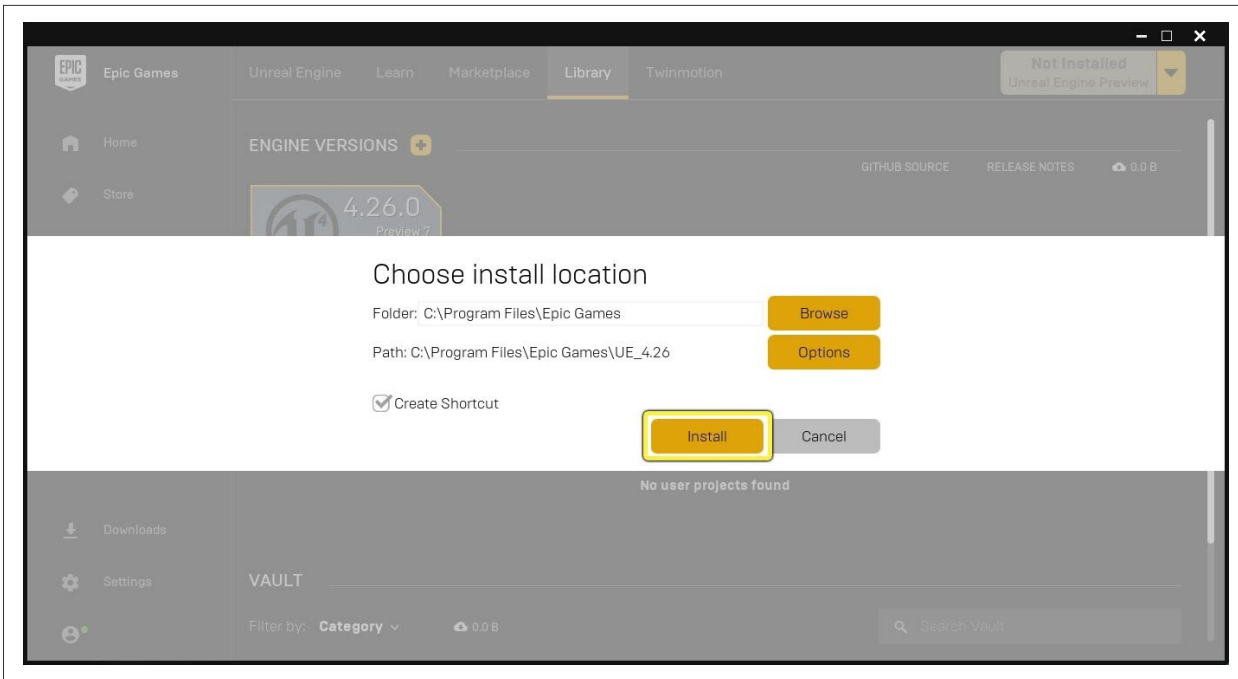 EPIC GAMES
Epic Games
Unreal Engine Learn Marketplace Library Twinmotion
Not Installed
Unreal Engine Preview
Home
ENGINE VERSIONS
GITHUB SOURCE RELEASE NOTES 0.0 B
Store
4.26.0
Preview 7
Choose install location
Folder: C:\Program Files\Epic Games Browse
Path: C:\Program Files\Epic Games\UE_4.26 Options
Create Shortcut
Install Cancel
No user projects found
Downloads
Settings
VAULT
Filter by: Category 0.0 B Search Vault